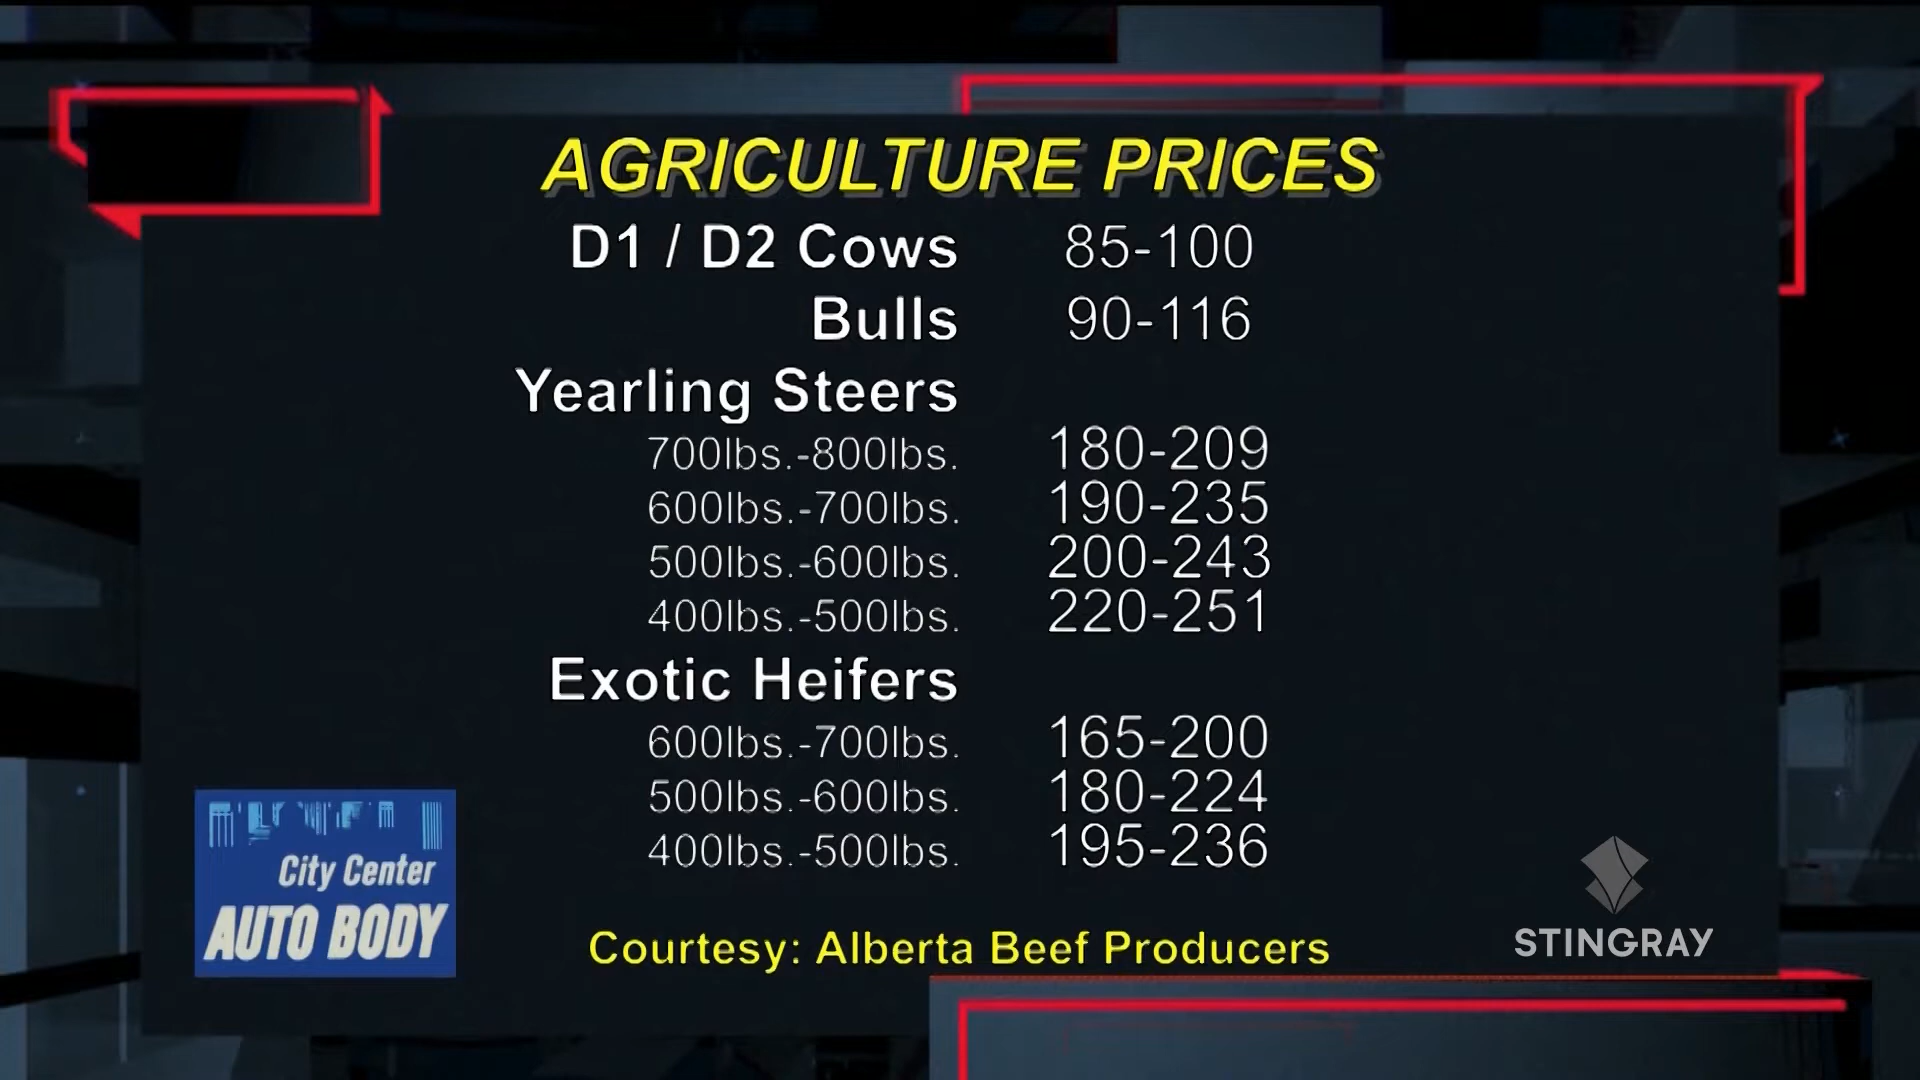 AGRICULTURE PRICES
D1 / D2 Cows 85-100
Bulls 90-116
Yearling Steers
700lbs.-800lbs. 180-209
600lbs.-700lbs. 190-235
500lbs.-600lbs. 200-243
400lbs.-500lbs. 220-251
Exotic Heifers
600lbs.-700lbs. 165-200
500lbs.-600lbs. 180-224
400lbs.-500lbs. 195-236
City Center
AUTO BODY
Courtesy: Alberta Beef Producers
STINGRAY